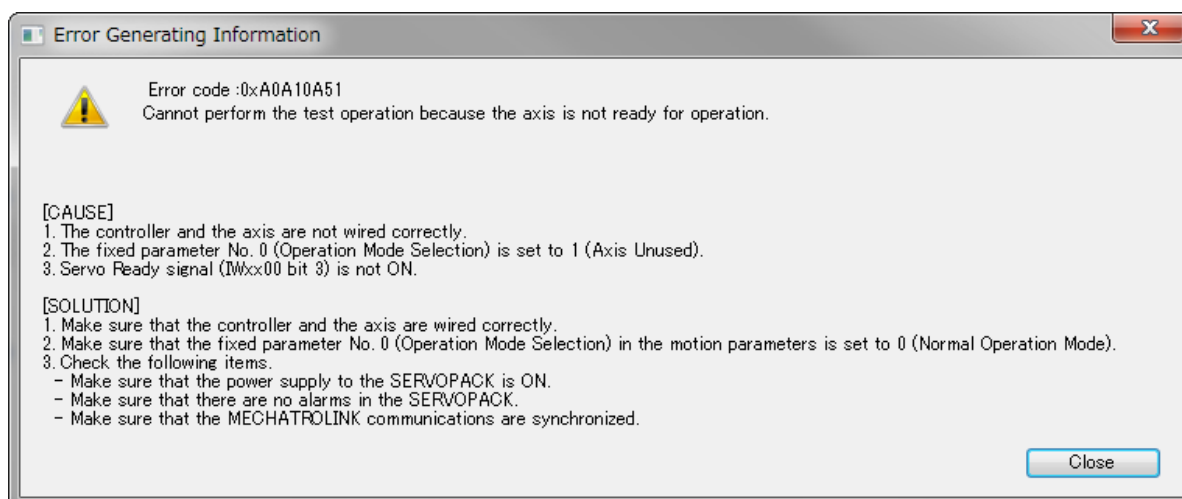 Error Generating Information
Error code :0xA0A10A51
Cannot perform the test operation because the axis is not ready for operation.
[CAUSE]
1. The controller and the axis are not wired correctly.
2. The fixed parameter No. 0 (Operation Mode Selection) is set to 1 (Axis Unused).
3. Servo Ready signal (IWxx00 bit 3) is not ON.
[SOLUTION]
1. Make sure that the controller and the axis are wired correctly.
2. Make sure that the fixed parameter No. 0 (Operation Mode Selection) in the motion parameters is set to 0 (Normal Operation Mode).
3. Check the following items.
- Make sure that the power supply to the SERVOPACK is ON.
- Make sure that there are no alarms in the SERVOPACK.
- Make sure that the MECHATROLINK communications are synchronized.
Close